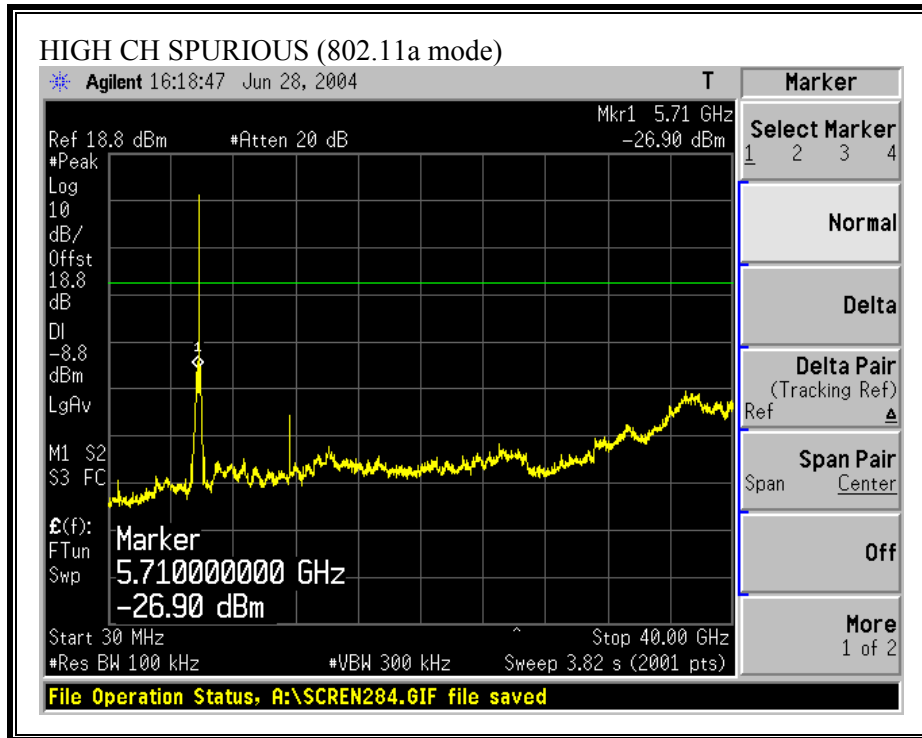 HIGH CH SPURIOUS (802.11a mode)
Agilent 16:18:47 Jun 28, 2004 T
Mkr1 5.71 GHz
Ref 18.8 dBm #Atten 20 dB -26.90 dBm
#Peak
Log
10
dB/
Offst
18.8
dB
DI
-8.8
dBm
LgAv
M1 S2
S3 FC
£(f):
FTun
Swp
1
Marker
5.710000000 GHz
-26.90 dBm
Start 30 MHz ^ Stop 40.00 GHz
#Res BW 100 kHz #VBW 300 kHz Sweep 3.82 s (2001 pts)
File Operation Status, A:\SCREN284.GIF file saved
Marker
Select Marker
1 2 3 4
Normal
Delta
Delta Pair
(Tracking Ref)
Ref Δ
Span Pair
Span Center
Off
More
1 of 2